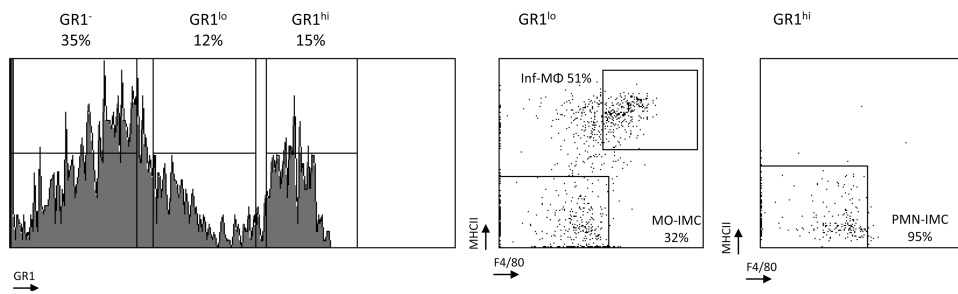 GR1⁻
35%
GR1ˡᵒ
12%
GR1ʰⁱ
15%
GR1
GR1ˡᵒ
Inf-MΦ 51%
MO-IMC
32%
MHCII
F4/80
GR1ʰⁱ
PMN-IMC
95%
MHCII
F4/80